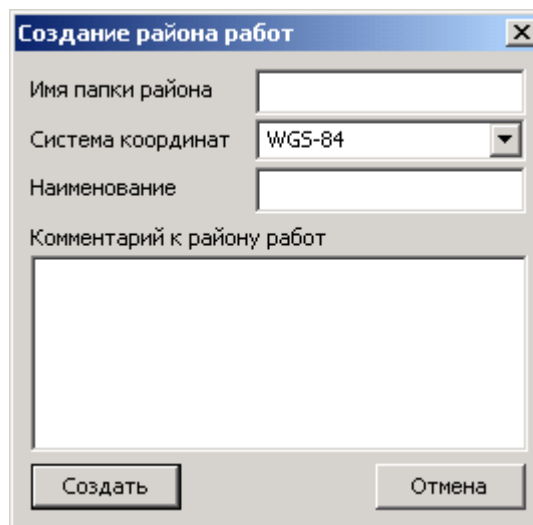 Создание района работ
Имя папки района
Система координат WGS-84
Наименование
Комментарий к району работ
Создать Отмена